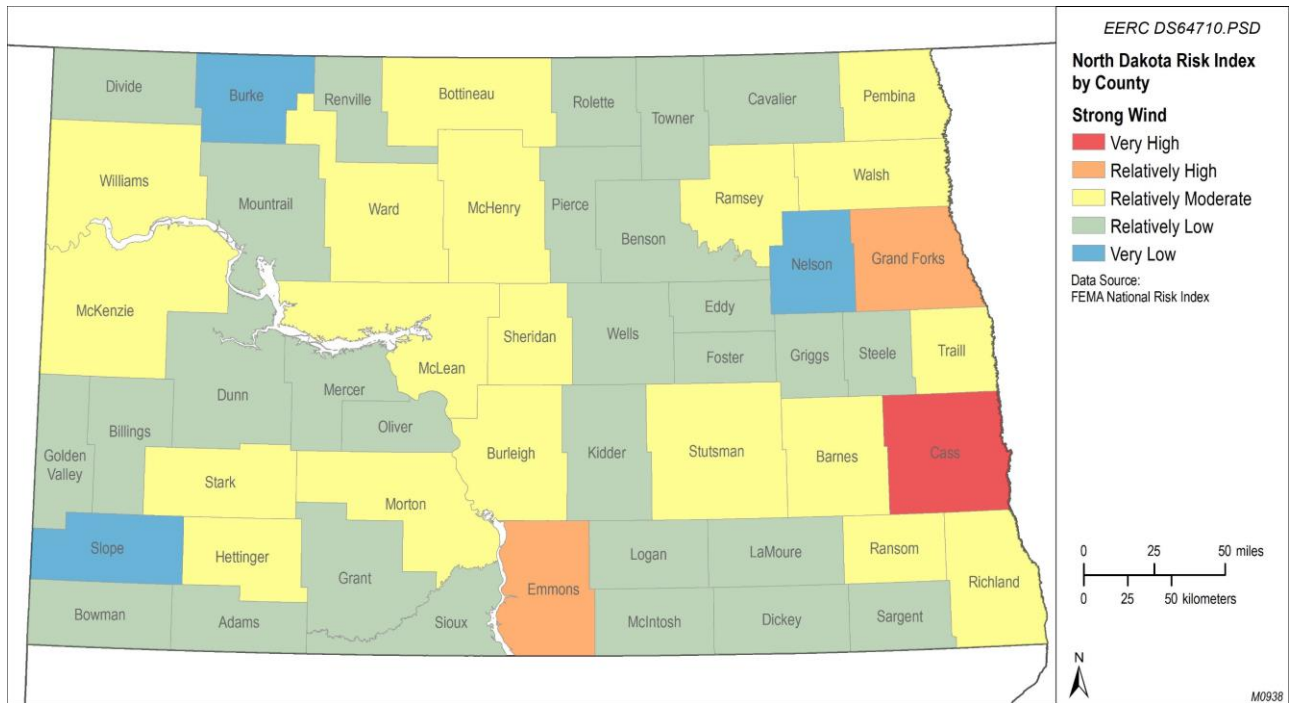 EERC DS64710.PSD
North Dakota Risk Index
by County
Strong Wind
Very High
Relatively High
Relatively Moderate
Relatively Low
Very Low
Data Source:
FEMA National Risk Index
Divide
Burke
Renville
Bottineau
Rolette
Towner
Cavalier
Pembina
Williams
Mountrail
Ward
McHenry
Pierce
Benson
Ramsey
Walsh
Nelson
Grand Forks
McKenzie
McLean
Sheridan
Wells
Eddy
Foster
Griggs
Steele
Traill
Dunn
Mercer
Oliver
Golden
Valley
Billings
Stark
Morton
Burleigh
Kidder
Stutsman
Barnes
Cass
Slope
Hettinger
Grant
Emmons
Logan
LaMoure
Ransom
Richland
Bowman
Adams
Sioux
McIntosh
Dickey
Sargent
0 25 50 miles
0 25 50 kilometers
N
M0938